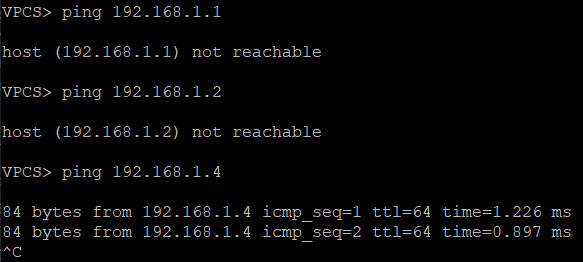 VPCS> ping 192.168.1.1
host (192.168.1.1) not reachable
VPCS> ping 192.168.1.2
host (192.168.1.2) not reachable
VPCS> ping 192.168.1.4
84 bytes from 192.168.1.4 icmp_seq=1 ttl=64 time=1.226 ms
84 bytes from 192.168.1.4 icmp_seq=2 ttl=64 time=0.897 ms
^C